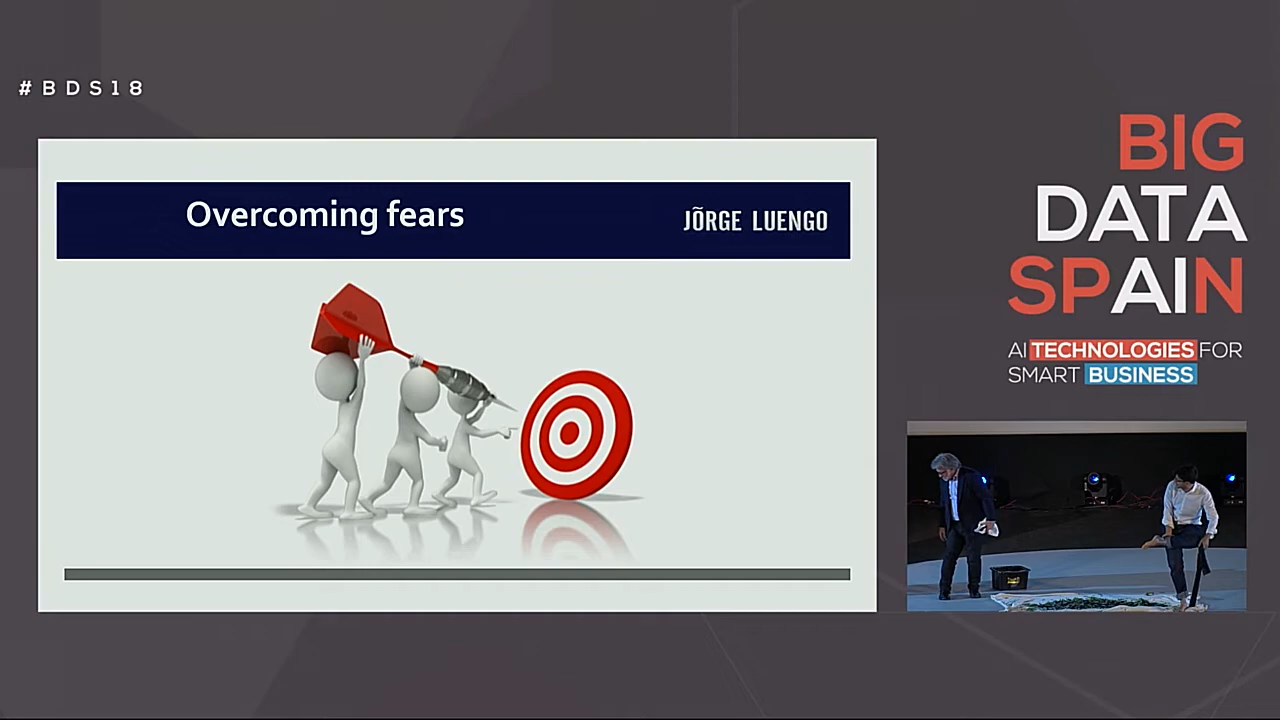 #BDS18
Overcoming fears
JÕRGE LUENGO
BIG
DATA
SPAIN
AI TECHNOLOGIES FOR
SMART BUSINESS